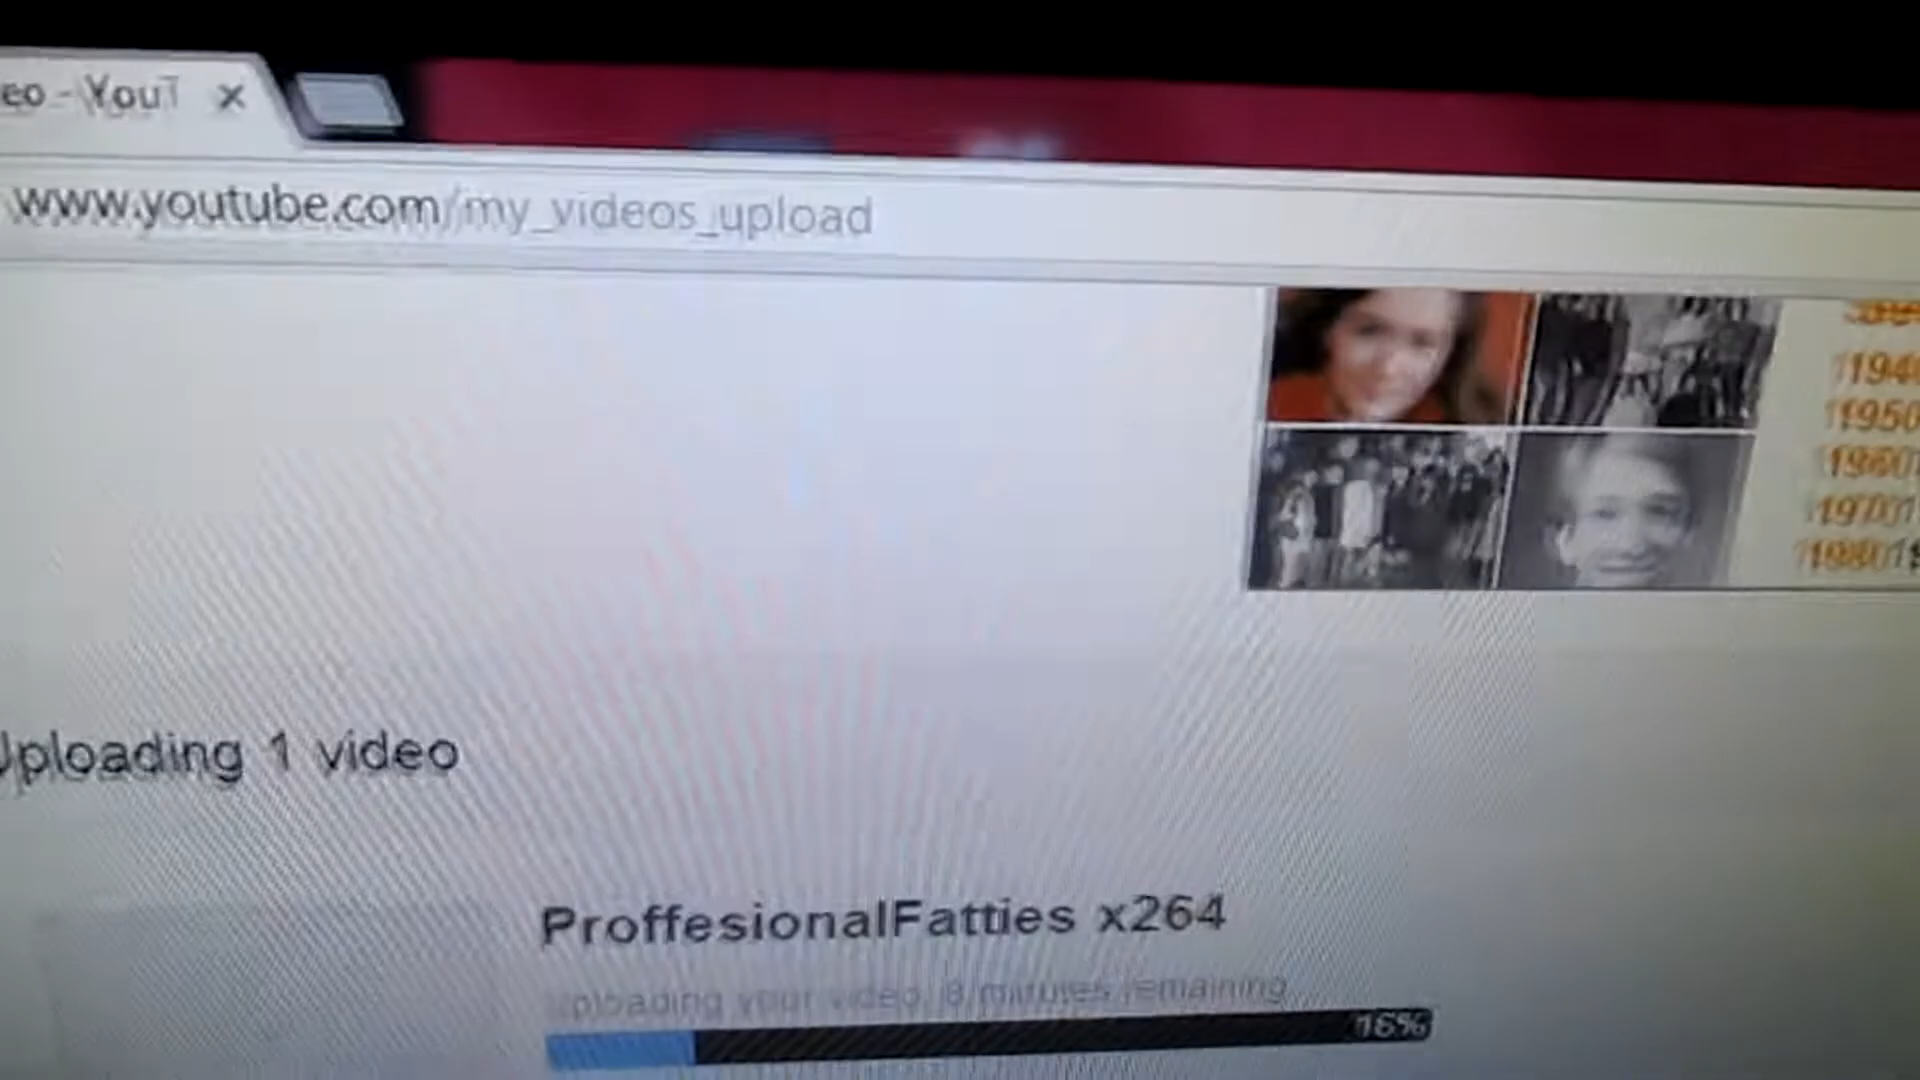 eo - YouT ×
www.youtube.com/my_videos_upload
1940
1950
1960
1970
1980
Uploading 1 video
ProffesionalFatties x264
Uploading your video. 8 minutes remaining
16%